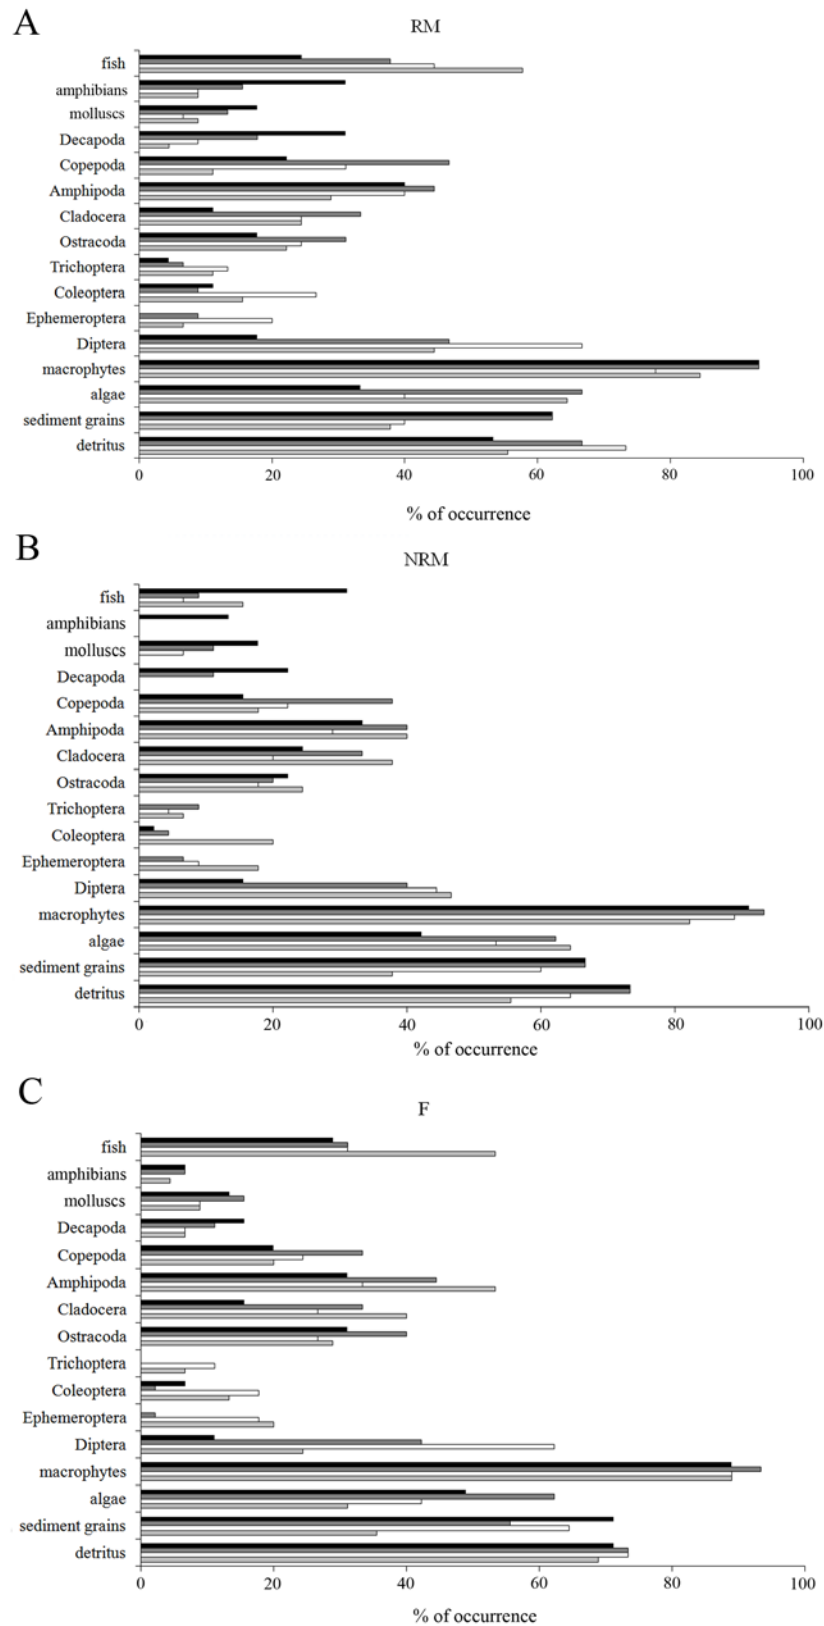 A
RM
fish
amphibians
molluscs
Decapoda
Copepoda
Amphipoda
Cladocera
Ostracoda
Trichoptera
Coleoptera
Ephemeroptera
Diptera
macrophytes
algae
sediment grains
detritus
0 20 40 60 80 100
% of occurrence
B
NRM
fish
amphibians
molluscs
Decapoda
Copepoda
Amphipoda
Cladocera
Ostracoda
Trichoptera
Coleoptera
Ephemeroptera
Diptera
macrophytes
algae
sediment grains
detritus
0 20 40 60 80 100
% of occurrence
C
F
fish
amphibians
molluscs
Decapoda
Copepoda
Amphipoda
Cladocera
Ostracoda
Trichoptera
Coleoptera
Ephemeroptera
Diptera
macrophytes
algae
sediment grains
detritus
0 20 40 60 80 100
% of occurrence